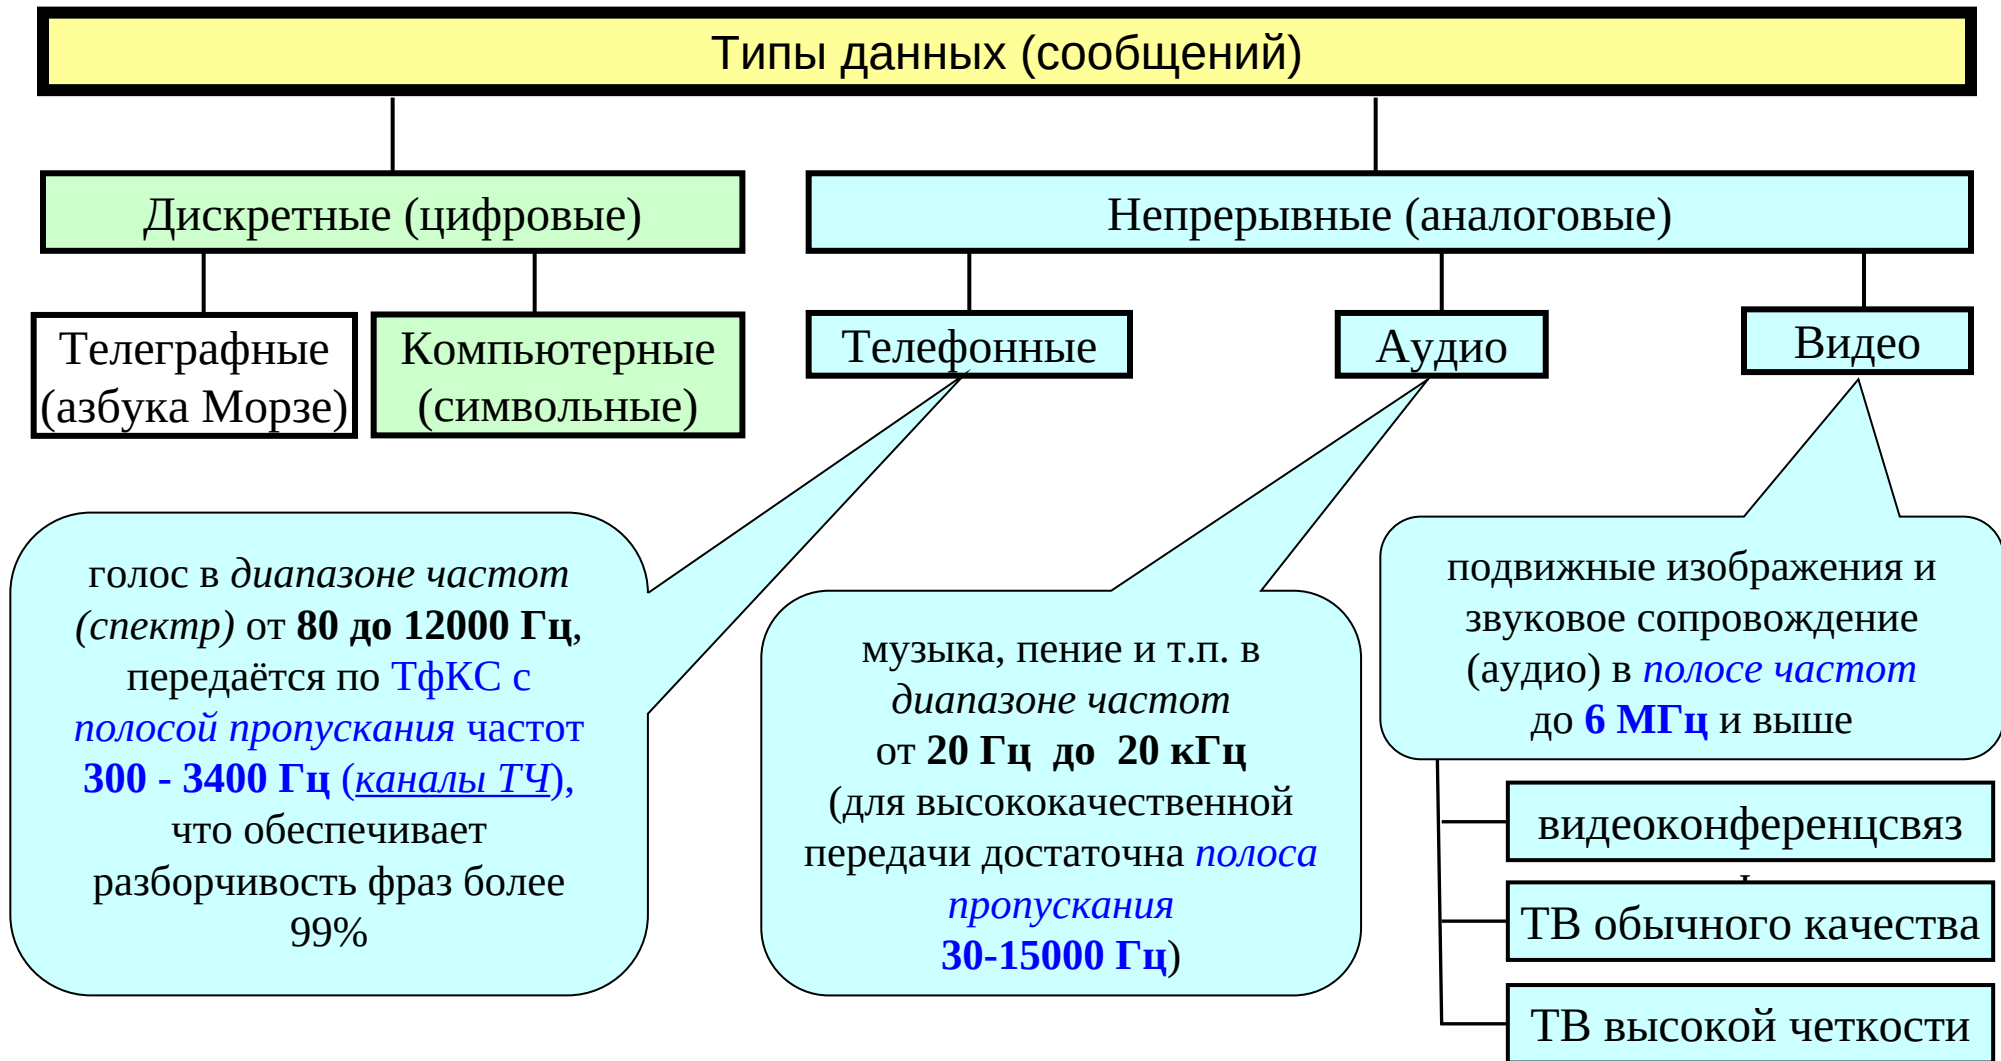 Типы данных (сообщений)
Дискретные (цифровые)
Непрерывные (аналоговые)
Телеграфные
(азбука Морзе)
Компьютерные
(символьные)
Телефонные
Аудио
Видео
голос в диапазоне частот
(спектр) от 80 до 12000 Гц,
передаётся по ТфКС с
полосой пропускания частот
300 - 3400 Гц (каналы ТЧ),
что обеспечивает
разборчивость фраз более
99%
музыка, пение и т.п. в
диапазоне частот
от 20 Гц до 20 кГц
(для высококачественной
передачи достаточна полоса
пропускания
30-15000 Гц)
подвижные изображения и
звуковое сопровождение
(аудио) в полосе частот
до 6 МГц и выше
видеоконференцсвяз
ТВ обычного качества
ТВ высокой четкости